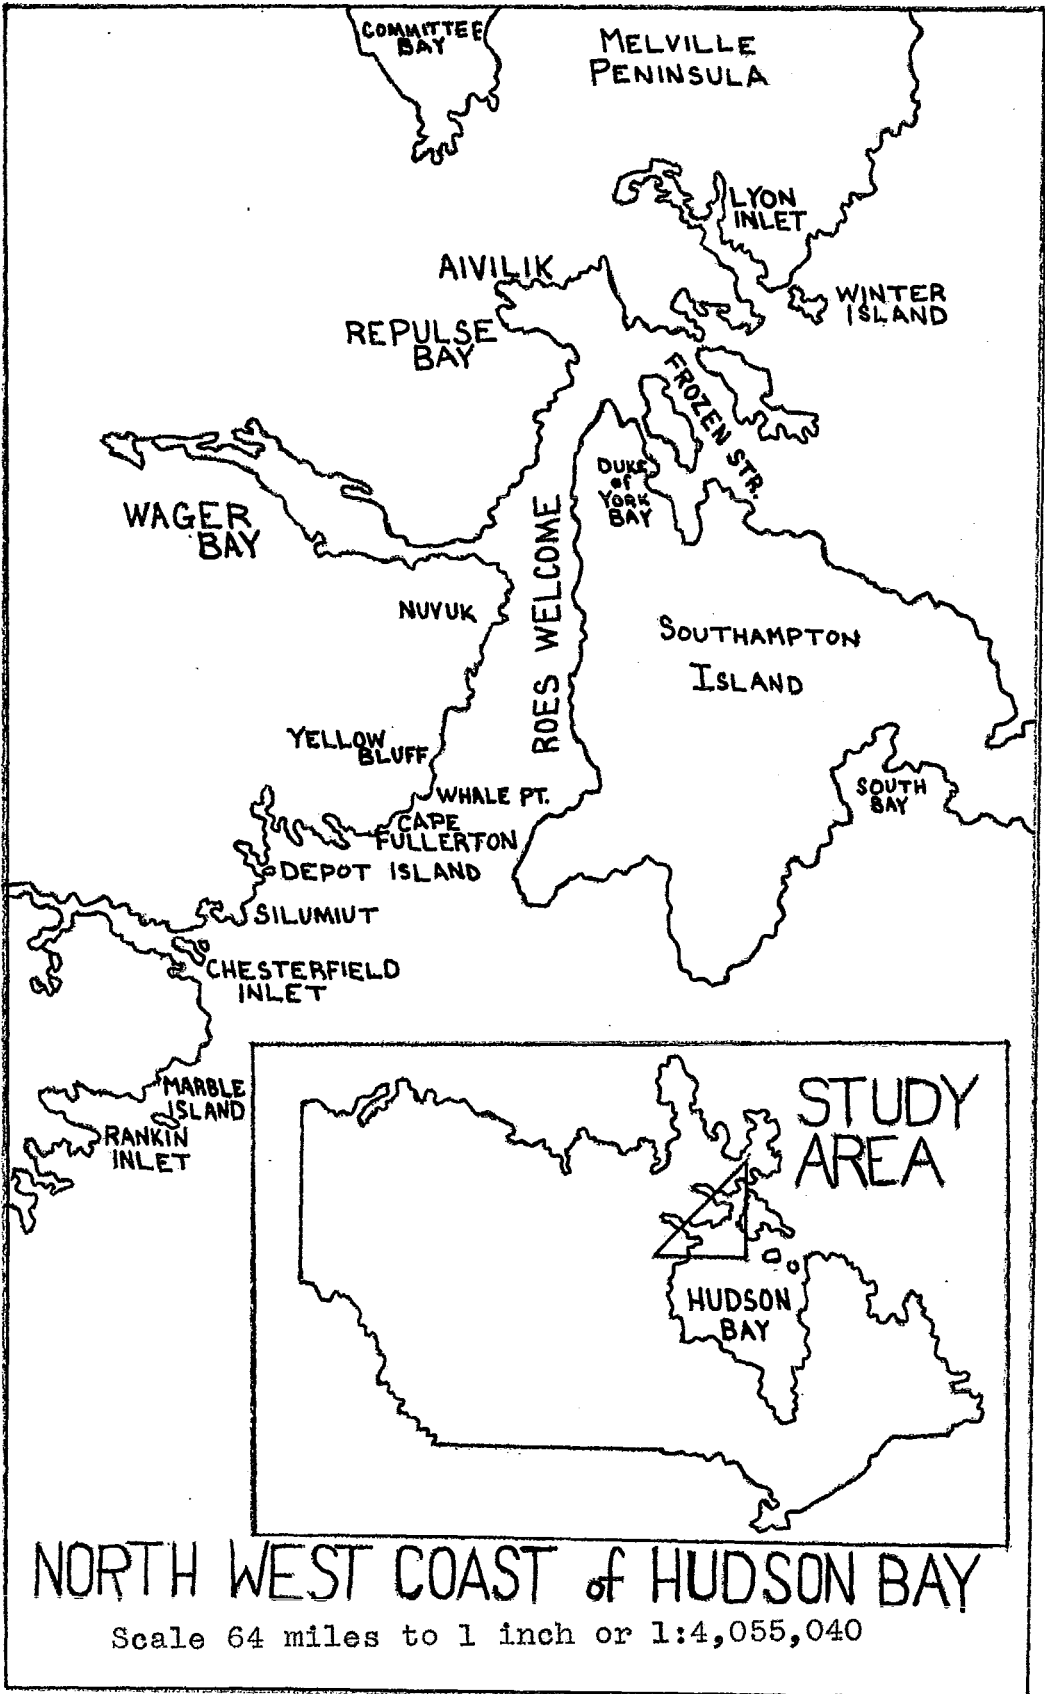 COMMITTEE
BAY
MELVILLE
PENINSULA
LYON
INLET
AIVILIK
WINTER
ISLAND
REPULSE
BAY
FROZEN STR.
DUKE
of
YORK
BAY
WAGER
BAY
ROES WELCOME
NUVUK
SOUTHAMPTON
ISLAND
YELLOW
BLUFF
WHALE PT.
SOUTH
BAY
CAPE
FULLERTON
DEPOT ISLAND
SILUMIUT
CHESTERFIELD
INLET
MARBLE
ISLAND
RANKIN
INLET
STUDY
AREA
HUDSON
BAY
NORTH WEST COAST of HUDSON BAY
Scale 64 miles to 1 inch or 1:4,055,040